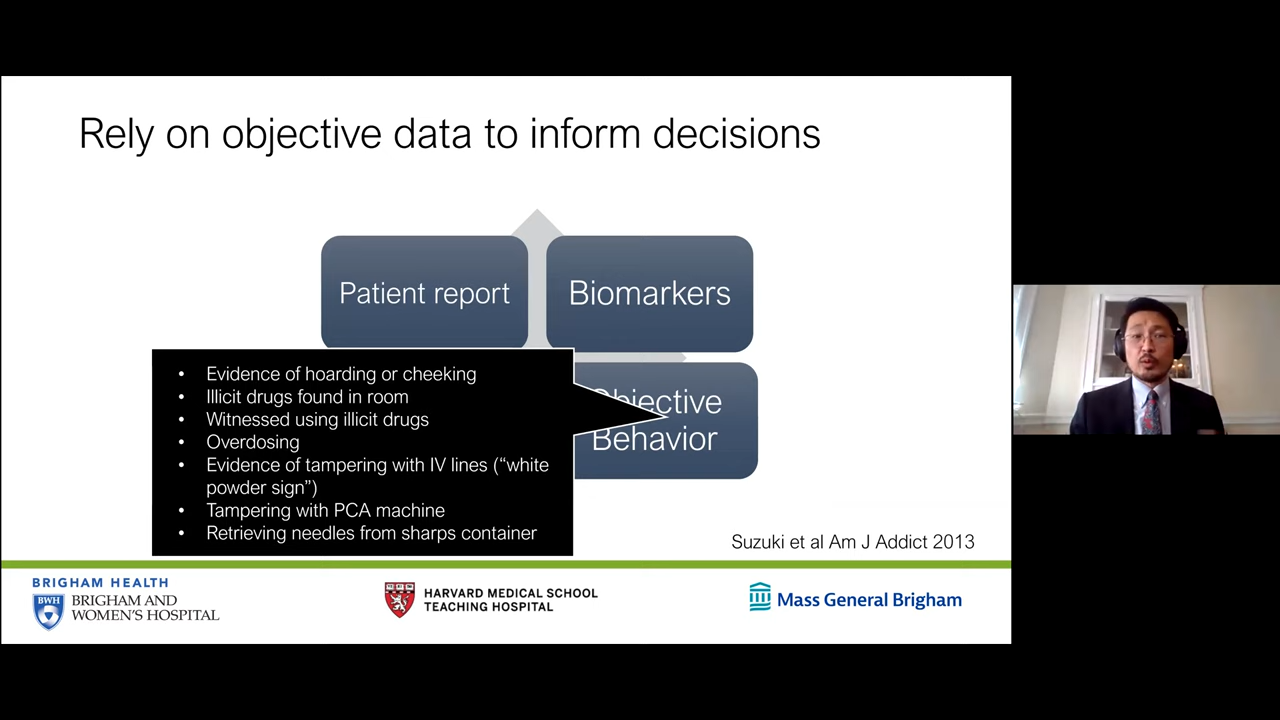 Rely on objective data to inform decisions
Patient report
Biomarkers
• Evidence of hoarding or cheeking
• Illicit drugs found in room
• Witnessed using illicit drugs
• Overdosing
• Evidence of tampering with IV lines (“white
powder sign”)
• Tampering with PCA machine
• Retrieving needles from sharps container
Objective
Behavior
Suzuki et al Am J Addict 2013
BRIGHAM HEALTH
BWH
BRIGHAM AND
WOMEN'S HOSPITAL
HARVARD MEDICAL SCHOOL
TEACHING HOSPITAL
Mass General Brigham